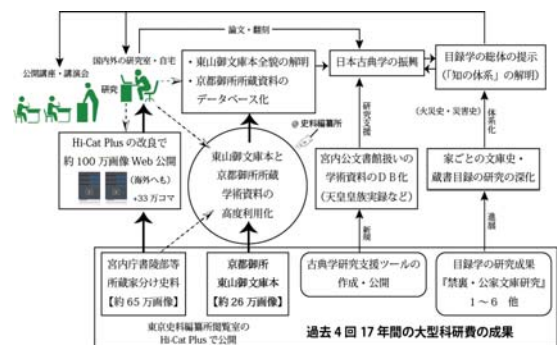 論文・翻刻
国内外の研究室・自宅
公開講座・講演会
研究
・東山御文庫本全貌の解明
・京都御所所蔵資料の
データベース化
日本古典学の振興
目録学の総体の提示
(「知の体系」の解明)
@史料編纂所
研究支援
(火災史・災害史)
体系化
Hi-Cat Plusの改良で
約100万画像Web公開
(海外へも)
+33万コマ
東山御文庫本と
京都御所所蔵
学術資料の
高度利用化
宮内公文書館扱いの
学術資料のDB化
(天皇皇族実録など)
家ごとの文庫史・
蔵書目録の研究の深化
新規
進展
宮内庁書陵部等
所蔵家分け史料
【約65万画像】
京都御所
東山御文庫本
【約26万画像】
古典学研究支援ツールの
作成・公開
目録学の研究成果
『禁裏・公家文庫研究』
1~6 他
東京史料編纂所閲覧室の
Hi-Cat Plusで公開
過去4回17年間の大型科研費の成果